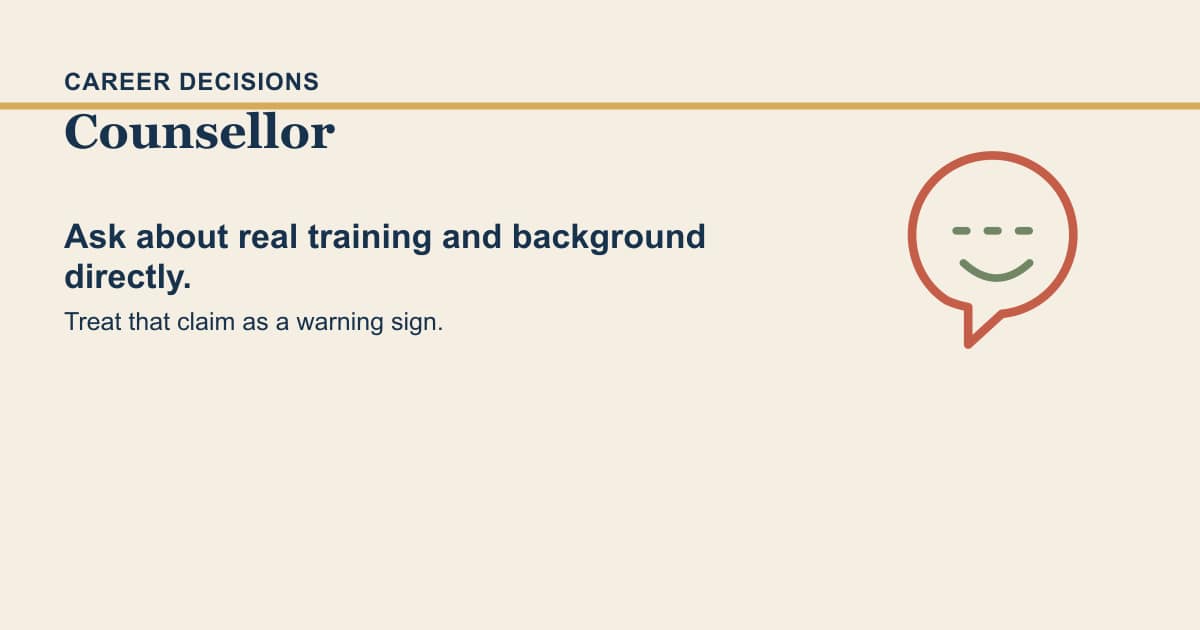 CAREER DECISIONS
Counsellor
Ask about real training and background
directly.
Treat that claim as a warning sign.